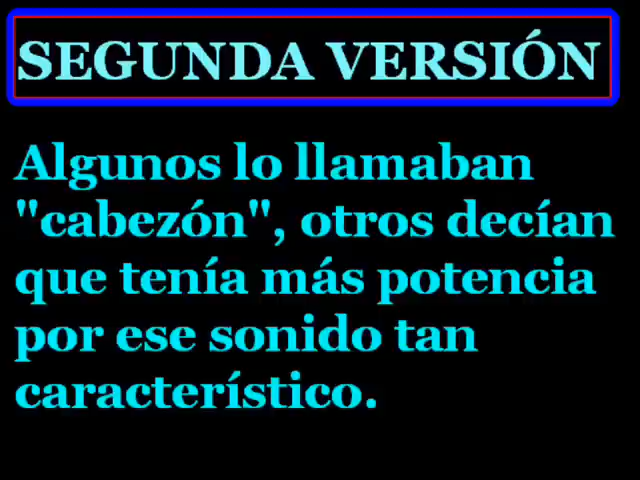 SEGUNDA VERSIÓN
Algunos lo llamaban
"cabezón", otros decían
que tenía más potencia
por ese sonido tan
característico.